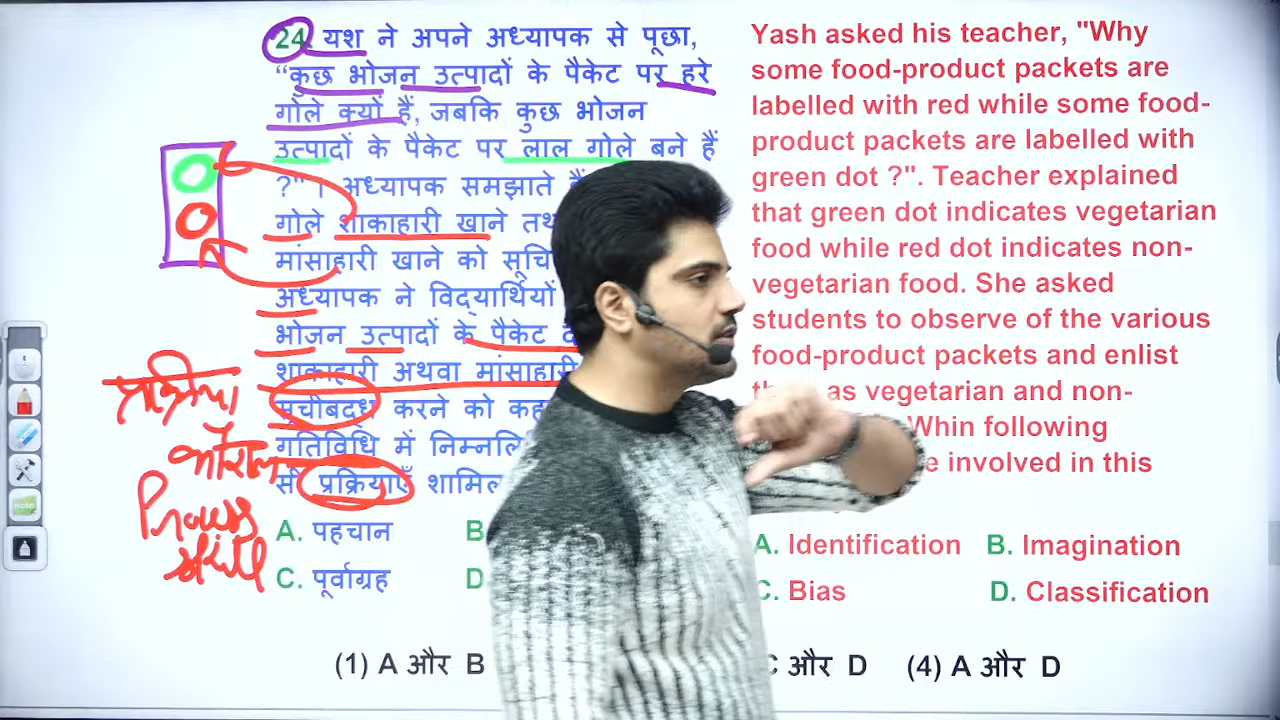 24. यश ने अपने अध्यापक से पूछा,
"कुछ भोजन उत्पादों के पैकेट पर हरे
गोले क्यों हैं, जबकि कुछ भोजन
उत्पादों के पैकेट पर लाल गोले बने हैं
?"। अध्यापक समझाते
गोले शाकाहारी खाने
मांसाहारी खाने को
अध्यापक ने विद्यार्थियों
भोजन उत्पादों के पैकेट
शाकाहारी अथवा मांसाहारी
सूचीबद्ध करने को
गतिविधि में
से प्रक्रियाएँ
A. पहचान B
C. पूर्वाग्रह D
Process
skill
Yash asked his teacher, "Why
some food-product packets are
labelled with red while some food-
product packets are labelled with
green dot ?". Teacher explained
that green dot indicates vegetarian
food while red dot indicates non-
vegetarian food. She asked
students to observe of the various
food-product packets and enlist
as vegetarian and non-
Whin following
involved in this
A. Identification B. Imagination
C. Bias D. Classification
(1) A और B C और D (4) A और D